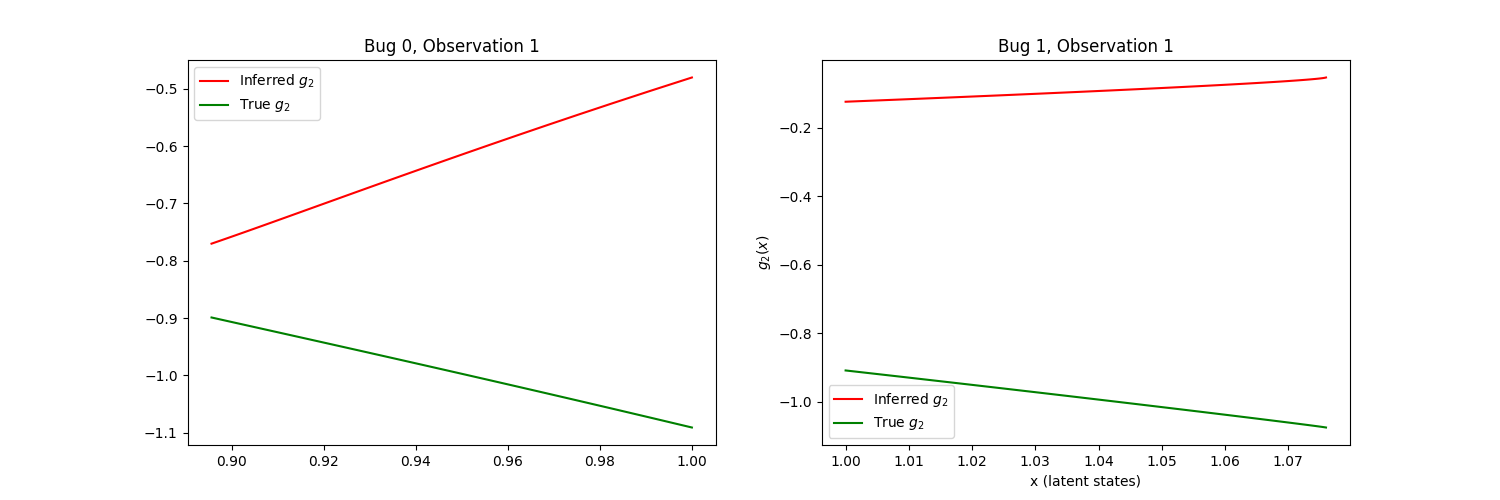 Bug 0, Observation 1
Inferred g₂
True g₂
−0.5
−0.6
−0.7
−0.8
−0.9
−1.0
−1.1
0.90 0.92 0.94 0.96 0.98 1.00
Bug 1, Observation 1
g₂(x)
−0.2
−0.4
−0.6
−0.8
−1.0
Inferred g₂
True g₂
1.00 1.01 1.02 1.03 1.04 1.05 1.06 1.07
x (latent states)